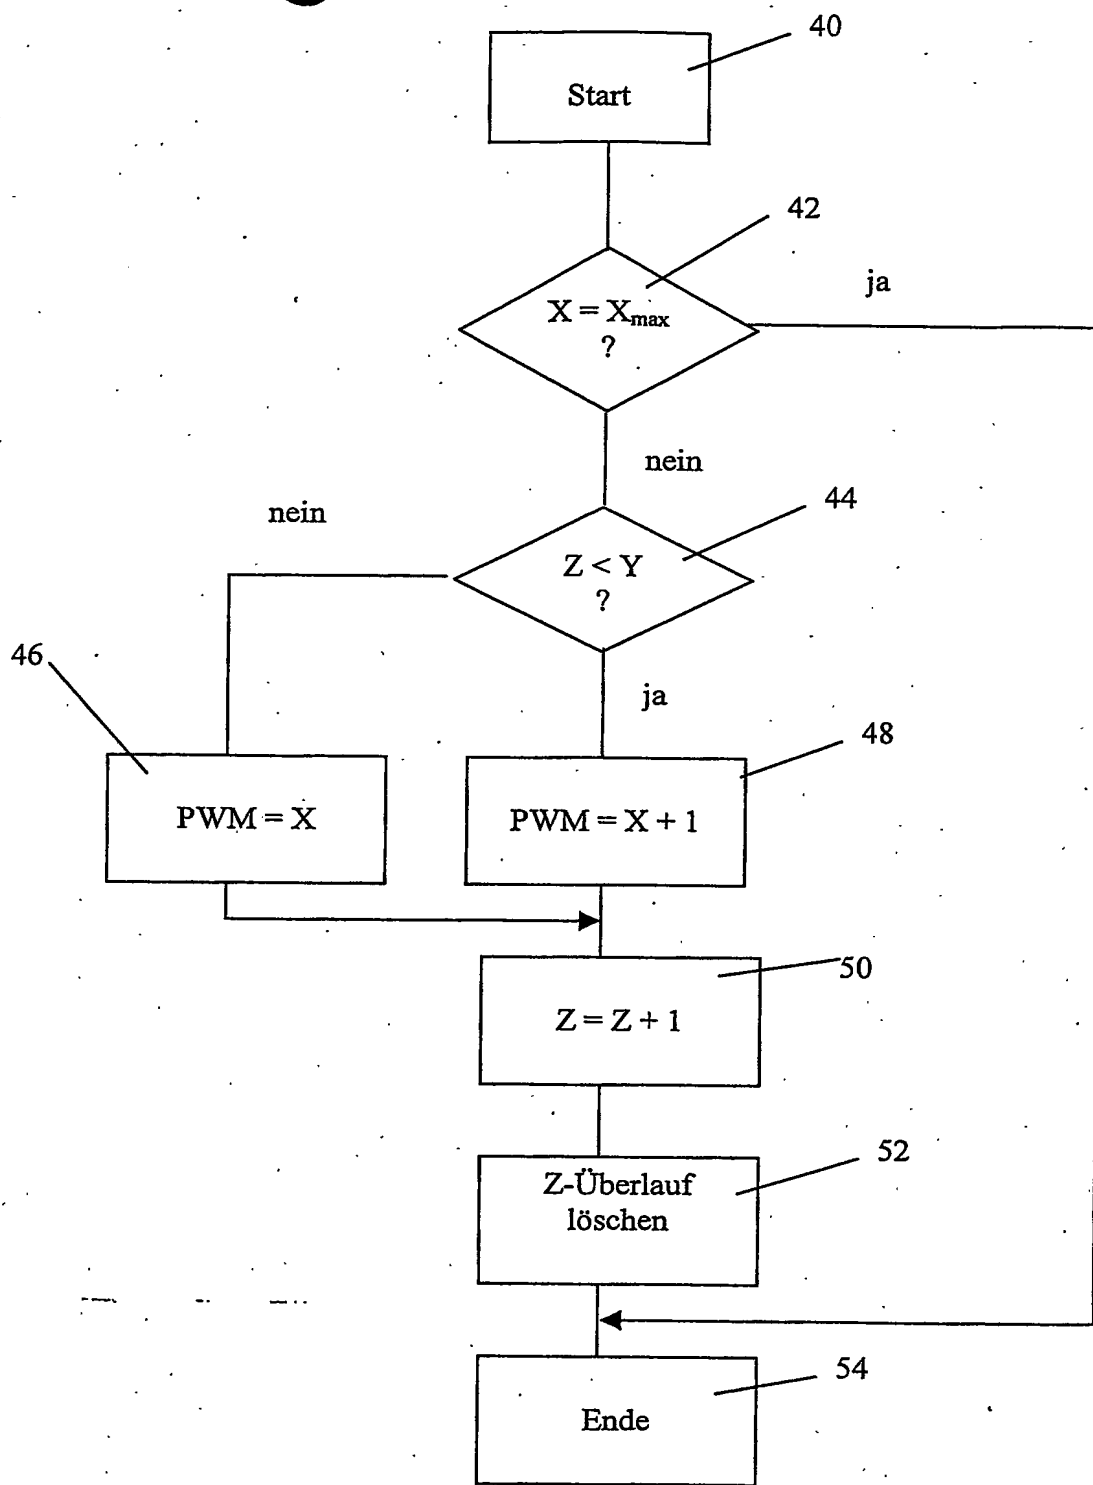 40
Start
42
ja
X = Xmax
?
nein
44
nein
Z < Y
?
46
ja
48
PWM = X
PWM = X + 1
50
Z = Z + 1
52
Z-Überlauf
löschen
54
Ende